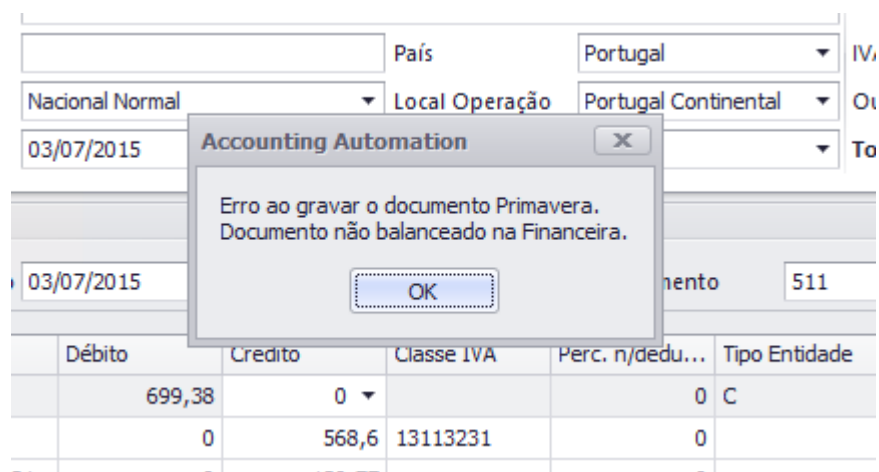 País Portugal
Nacional Normal Local Operação Portugal Continental
03/07/2015
Accounting Automation
Erro ao gravar o documento Primavera.
Documento não balanceado na Financeira.
OK
03/07/2015 511
Débito Crédito Classe IVA Perc. n/dedu... Tipo Entidade
699,38 0 0 C
0 568,6 13113231 0